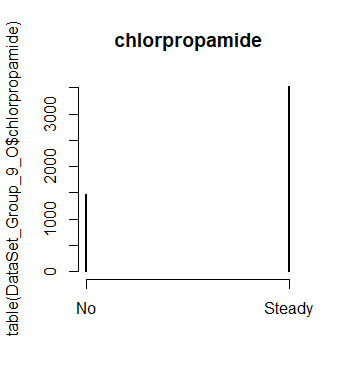 chlorpropamide
table(DataSet_Group_9_O$chlorpropamide)
3000
2000
1000
0
No Steady